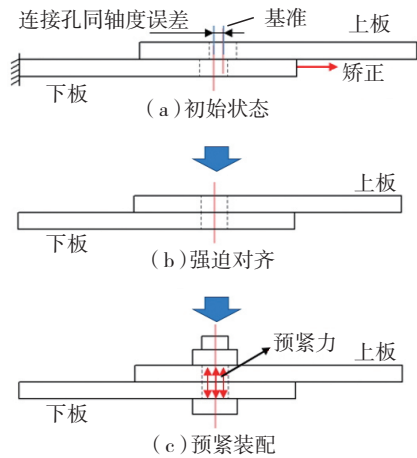 连接孔同轴度误差
基准
上板
矫正
下板
(a)初始状态
上板
下板
(b)强迫对齐
预紧力
上板
下板
(c)预紧装配